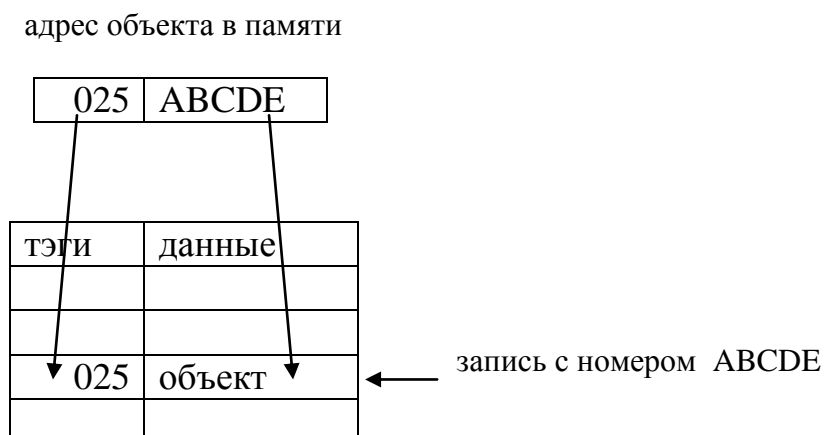 адрес объекта в памяти
025 ABCDE
тэги данные
025 объект
запись с номером ABCDE